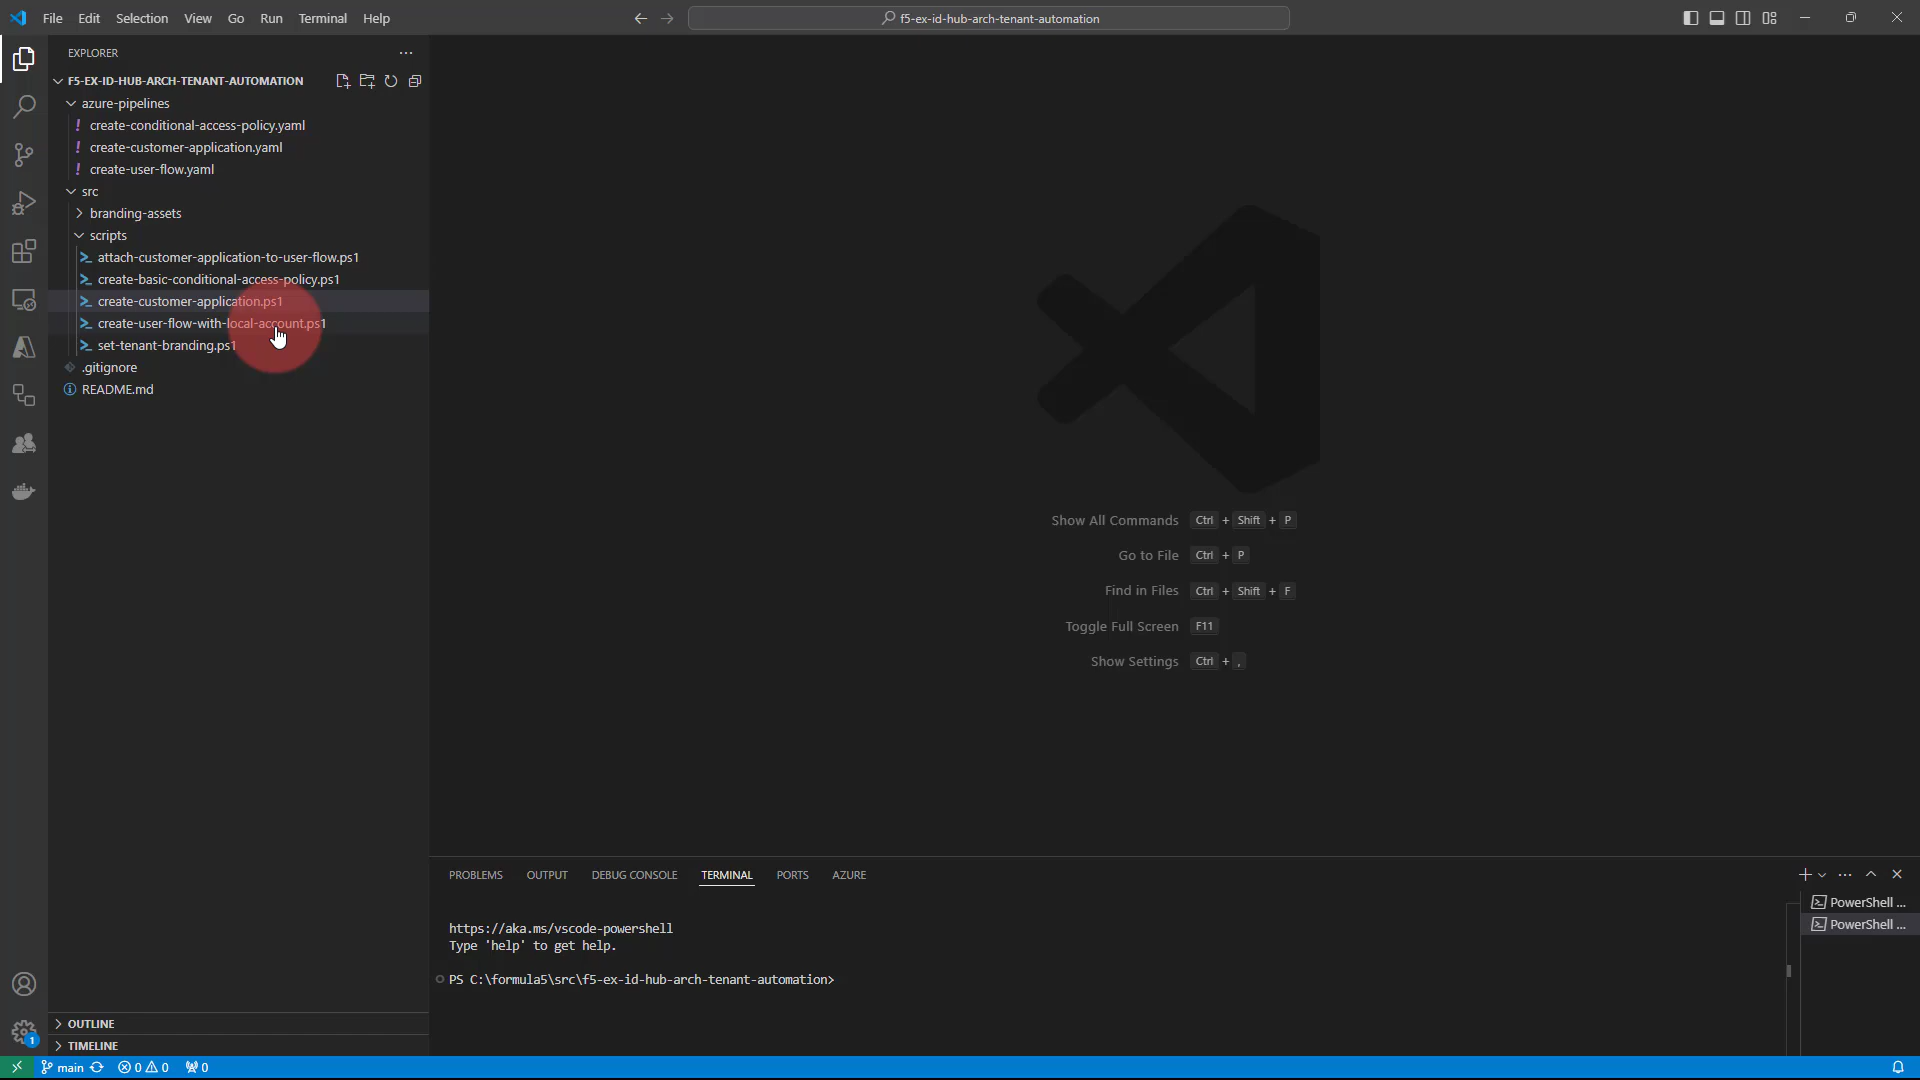 File Edit Selection View Go Run Terminal Help
f5-ex-id-hub-arch-tenant-automation
EXPLORER
F5-EX-ID-HUB-ARCH-TENANT-AUTOMATION
azure-pipelines
! create-conditional-access-policy.yaml
! create-customer-application.yaml
! create-user-flow.yaml
src
branding-assets
scripts
attach-customer-application-to-user-flow.ps1
create-basic-conditional-access-policy.ps1
create-customer-application.ps1
create-user-flow-with-local-account.ps1
set-tenant-branding.ps1
.gitignore
README.md
Show All Commands Ctrl + Shift + P
Go to File Ctrl + P
Find in Files Ctrl + Shift + F
Toggle Full Screen F11
Show Settings Ctrl + ,
PROBLEMS OUTPUT DEBUG CONSOLE TERMINAL PORTS AZURE
PowerShell ...
PowerShell ...
https://aka.ms/vscode-powershell
Type 'help' to get help.
PS C:\formula5\src\f5-ex-id-hub-arch-tenant-automation>
OUTLINE
TIMELINE
1
main 0 0 0